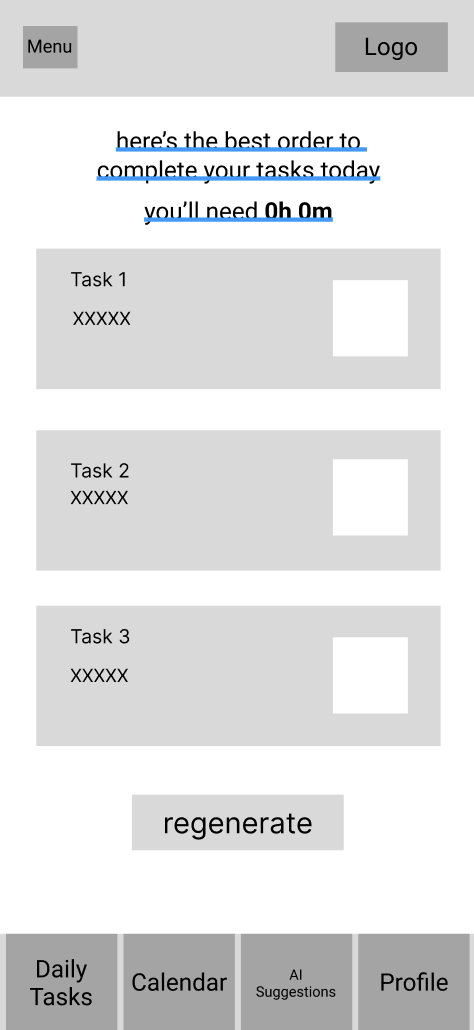 Menu
Logo
here's the best order to
complete your tasks today
you'll need 0h 0m
Task 1
XXXXX
Task 2
XXXXX
Task 3
XXXXX
regenerate
Daily
Tasks
Calendar
AI
Suggestions
Profile